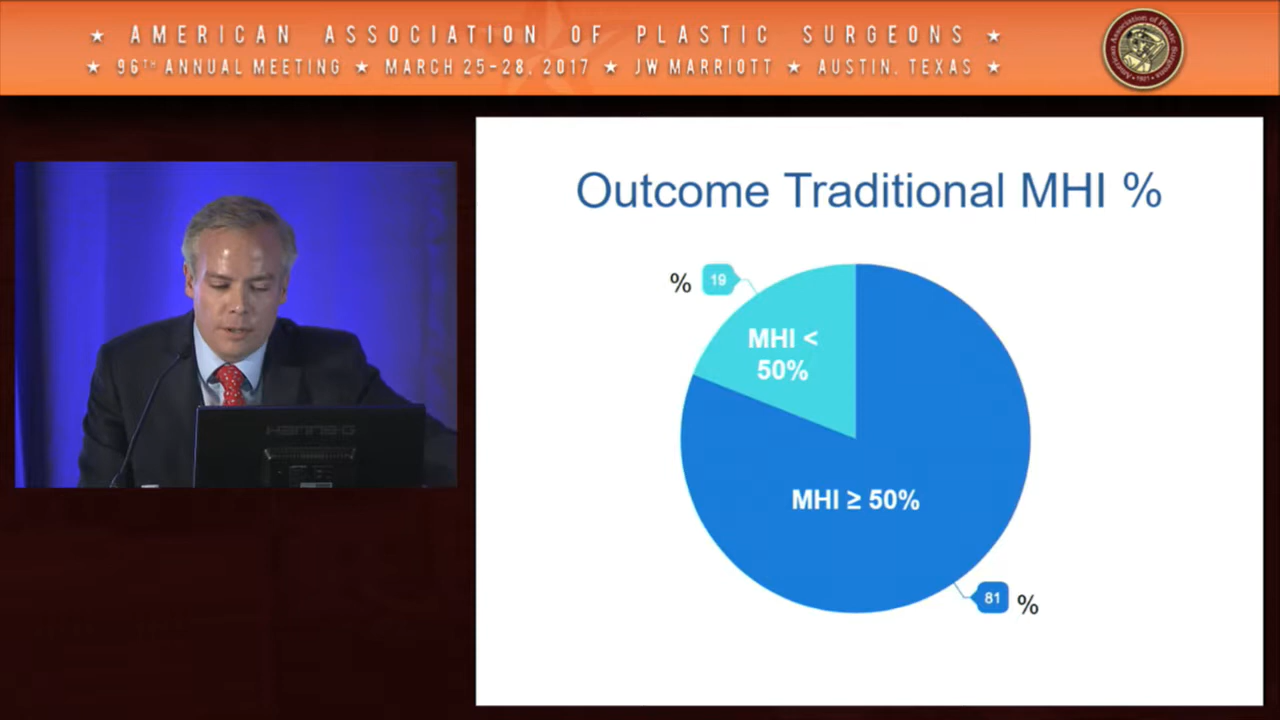 ★ AMERICAN ASSOCIATION OF PLASTIC SURGEONS ★
★ 96TH ANNUAL MEETING ★ MARCH 25-28, 2017 ★ JW MARRIOTT ★ AUSTIN, TEXAS ★
Outcome Traditional MHI %
% 19
MHI <
50%
MHI ≥ 50%
81 %
HANNS-G